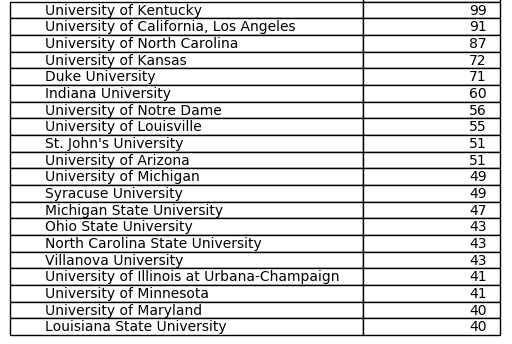 University of Kentucky 99
University of California, Los Angeles 91
University of North Carolina 87
University of Kansas 72
Duke University 71
Indiana University 60
University of Notre Dame 56
University of Louisville 55
St. John's University 51
University of Arizona 51
University of Michigan 49
Syracuse University 49
Michigan State University 47
Ohio State University 43
North Carolina State University 43
Villanova University 43
University of Illinois at Urbana-Champaign 41
University of Minnesota 41
University of Maryland 40
Louisiana State University 40